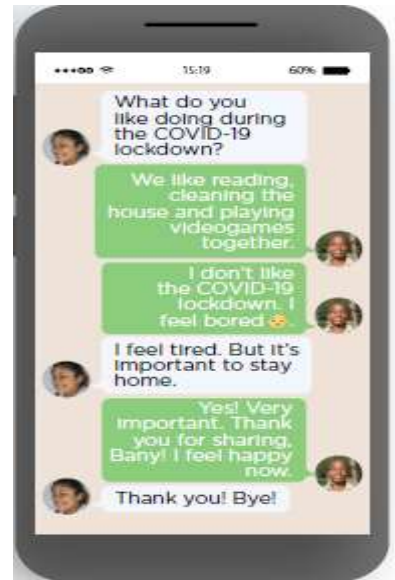 15:19
60%
What do you
like doing during
the COVID-19
lockdown?
We like reading,
cleaning the
house and playing
videogames
together.
I don't like
the COVID-19
lockdown. I
feel bored 😔.
I feel tired. But it's
important to stay
home.
Yes! Very
important. Thank
you for sharing,
Bany! I feel happy
now.
Thank you! Bye!